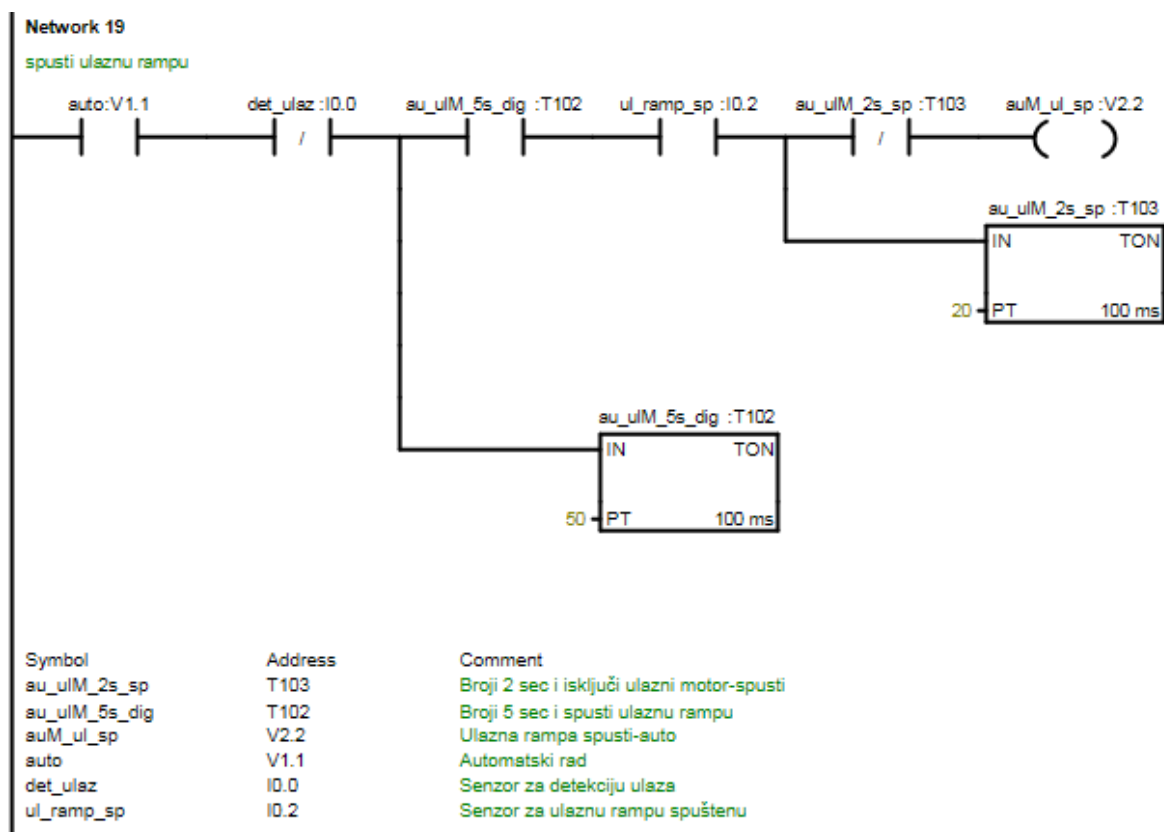 Network 19
spusti ulaznu rampu
auto:V1.1 det_ulaz:I0.0 au_ulM_5s_dig :T102 ul_ramp_sp:I0.2 au_ulM_2s_sp:T103 auM_ul_sp:V2.2
/ /
au_ulM_2s_sp :T103
IN TON
20 PT 100 ms
au_ulM_5s_dig :T102
IN TON
50 PT 100 ms
Symbol Address Comment
au_ulM_2s_sp T103 Broji 2 sec i isključi ulazni motor-spusti
au_ulM_5s_dig T102 Broji 5 sec i spusti ulaznu rampu
auM_ul_sp V2.2 Ulazna rampa spusti-auto
auto V1.1 Automatski rad
det_ulaz I0.0 Senzor za detekciju ulaza
ul_ramp_sp I0.2 Senzor za ulaznu rampu spuštenu